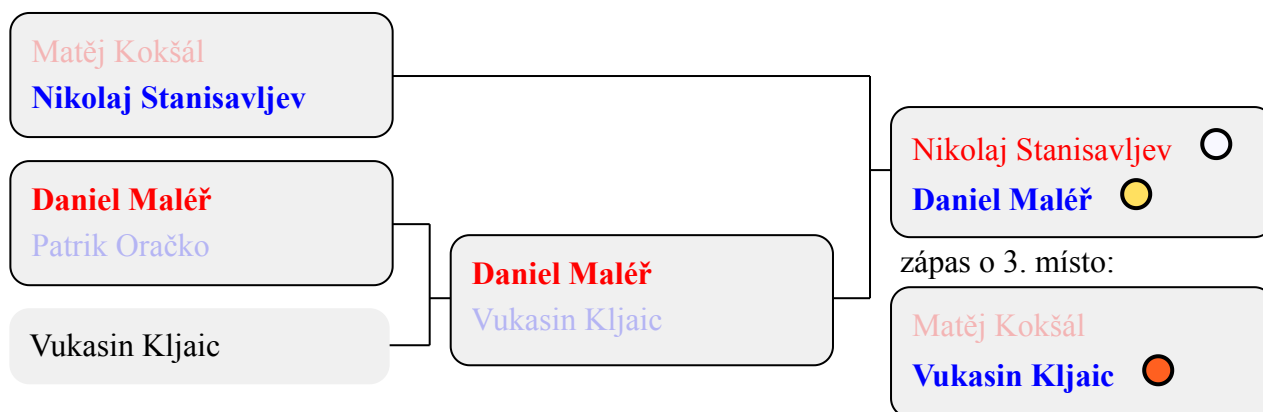 Matěj Kokšál
Nikolaj Stanisavljev
Daniel Maléř
Patrik Oračko
Vukasin Kljaic
Daniel Maléř
Vukasin Kljaic
Nikolaj Stanisavljev
Daniel Maléř
zápas o 3. místo:
Matěj Kokšál
Vukasin Kljaic